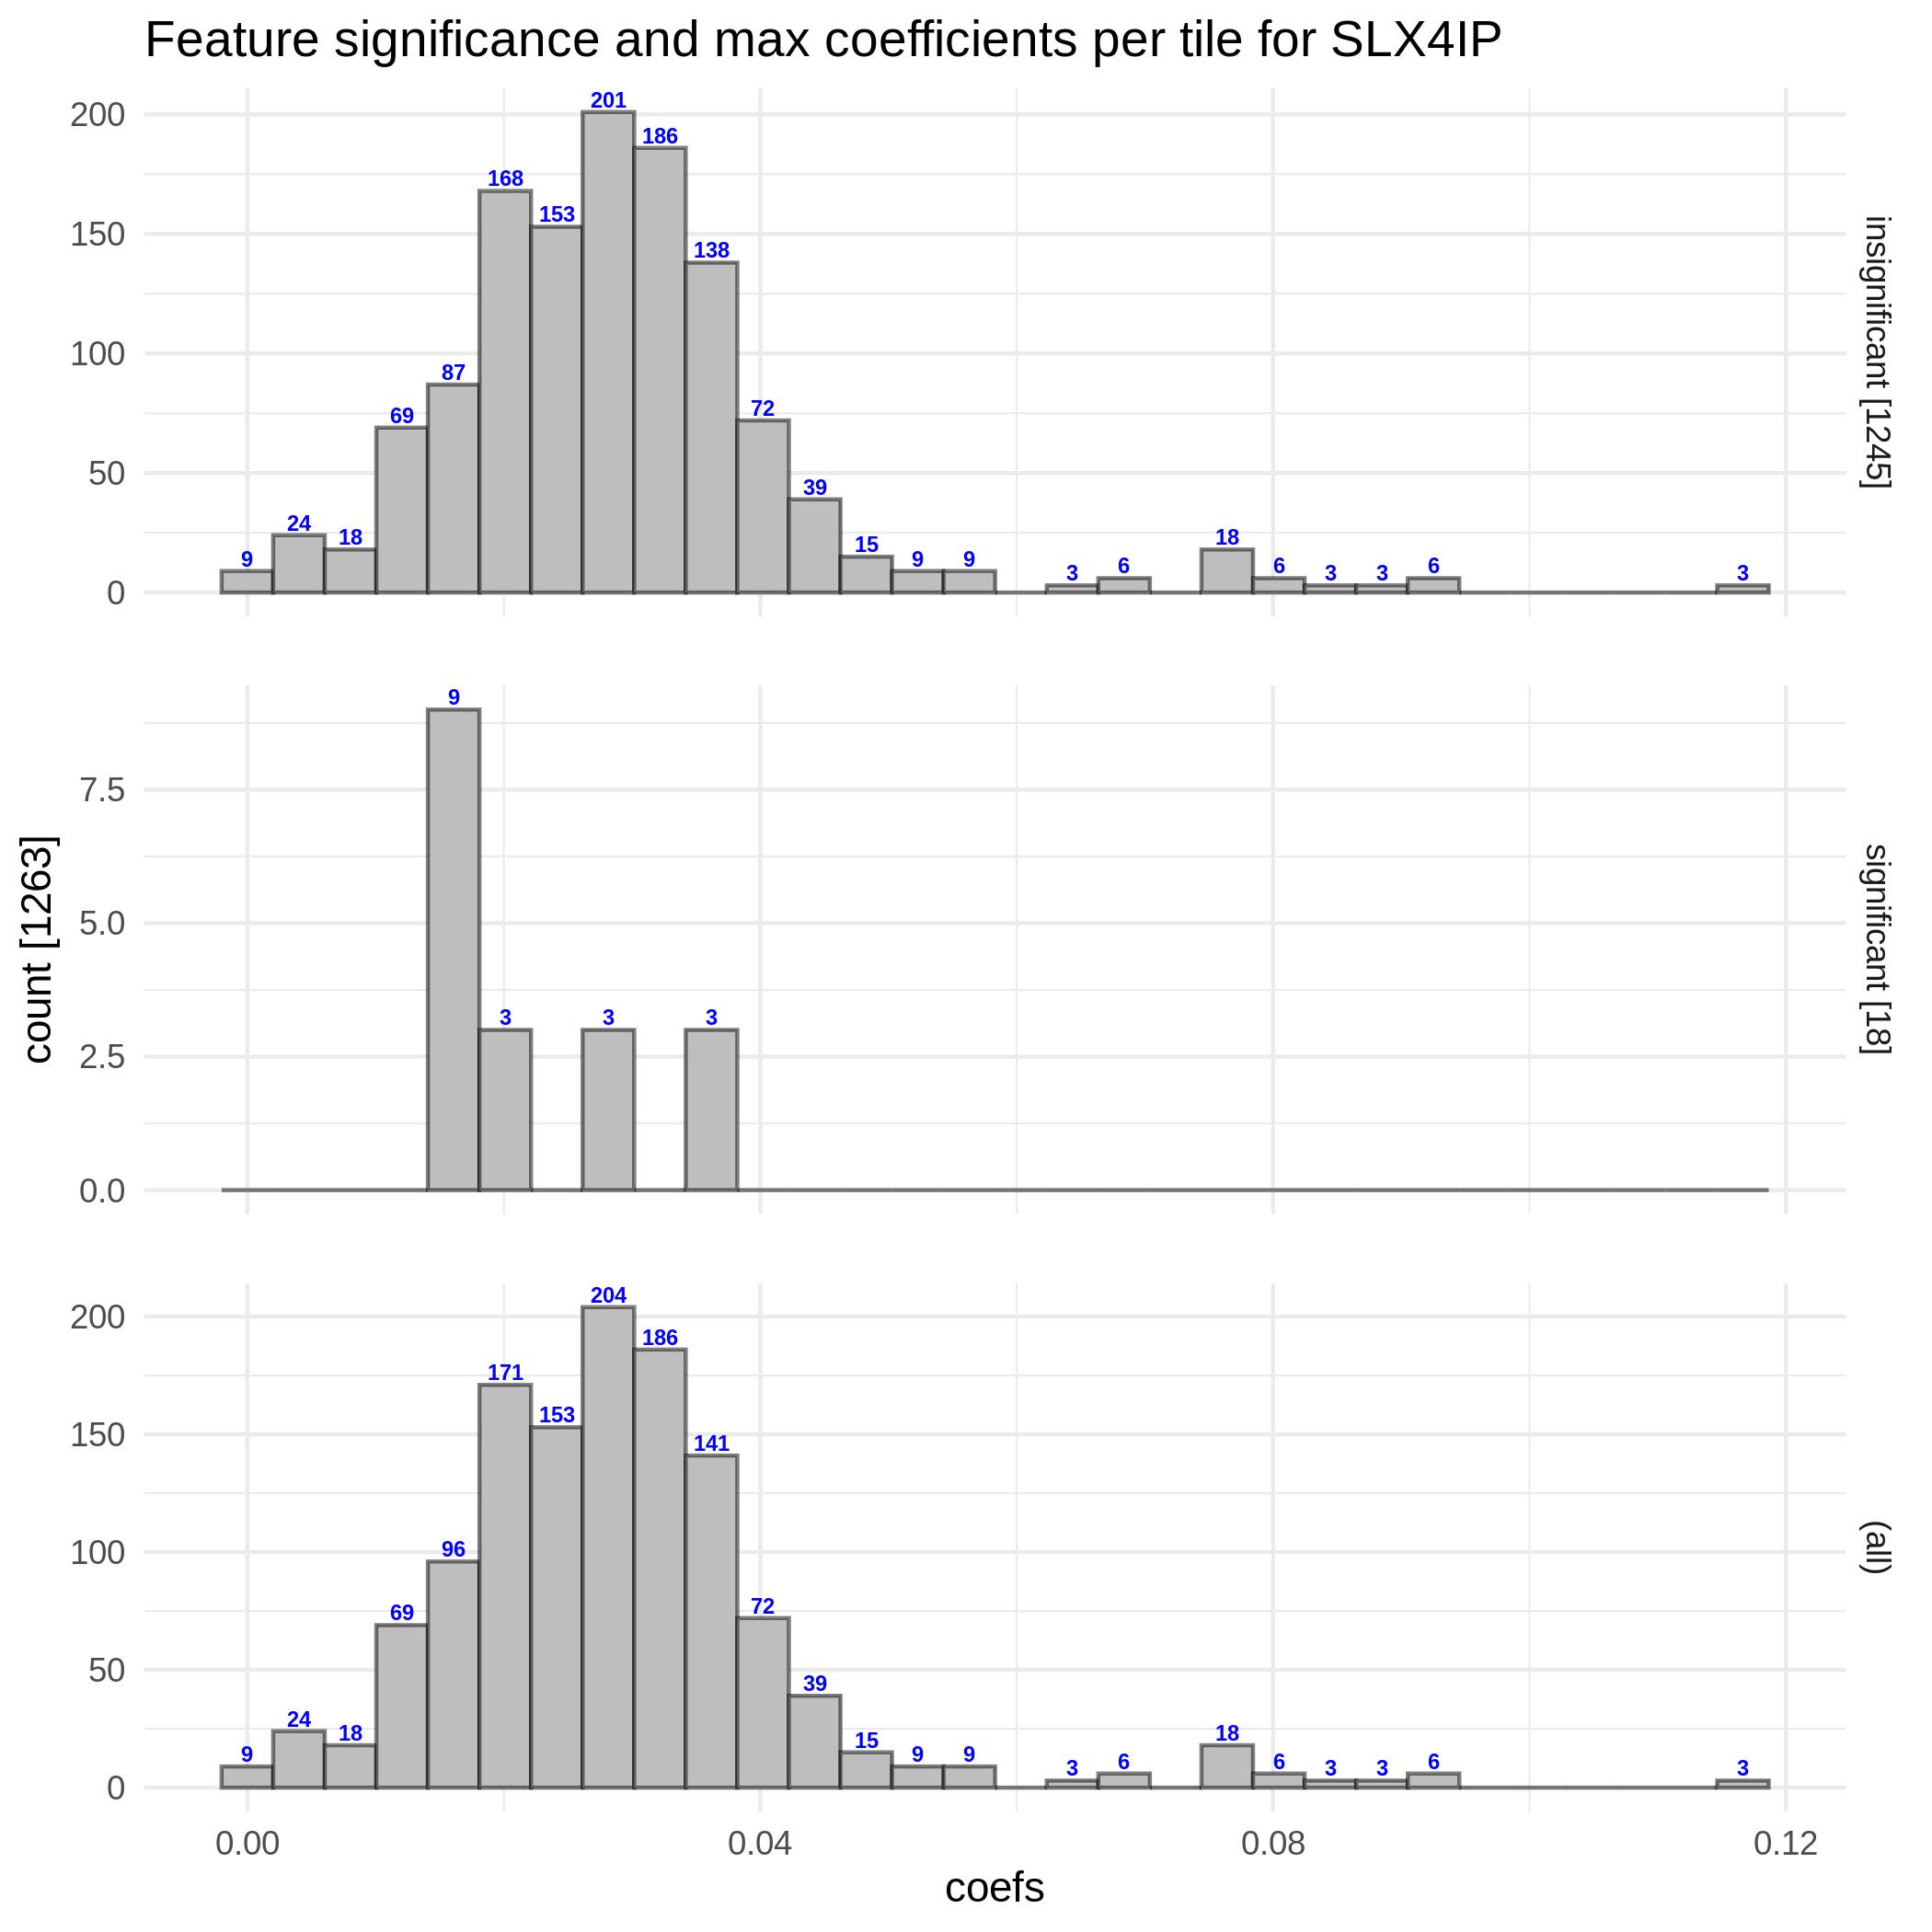 Feature significance and max coefficients per tile for SLX4IP
200
150
100
50
0
9 24 18 69 87 168 153 201 186 138 72 39 15 9 9 3 6 18 6 3 3 6 3
insignificant [1245]
count [1263]
7.5
5.0
2.5
0.0
9 3 3 3
significant [18]
200
150
100
50
0
9 24 18 69 96 171 153 204 186 141 72 39 15 9 9 3 6 18 6 3 3 6 3
(all)
0.00 0.04 0.08 0.12
coefs